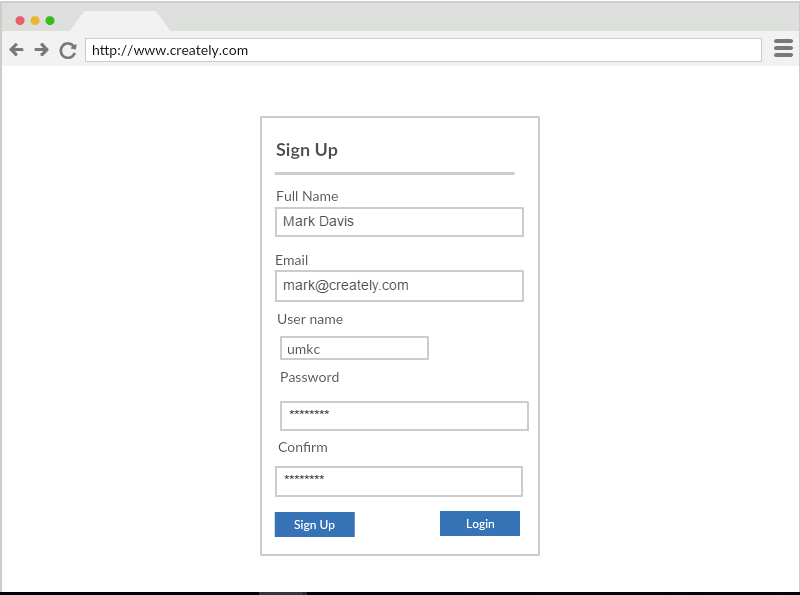 http://www.creately.com
Sign Up
Full Name
Mark Davis
Email
mark@creately.com
User name
umkc
Password
********
Confirm
********
Sign Up Login